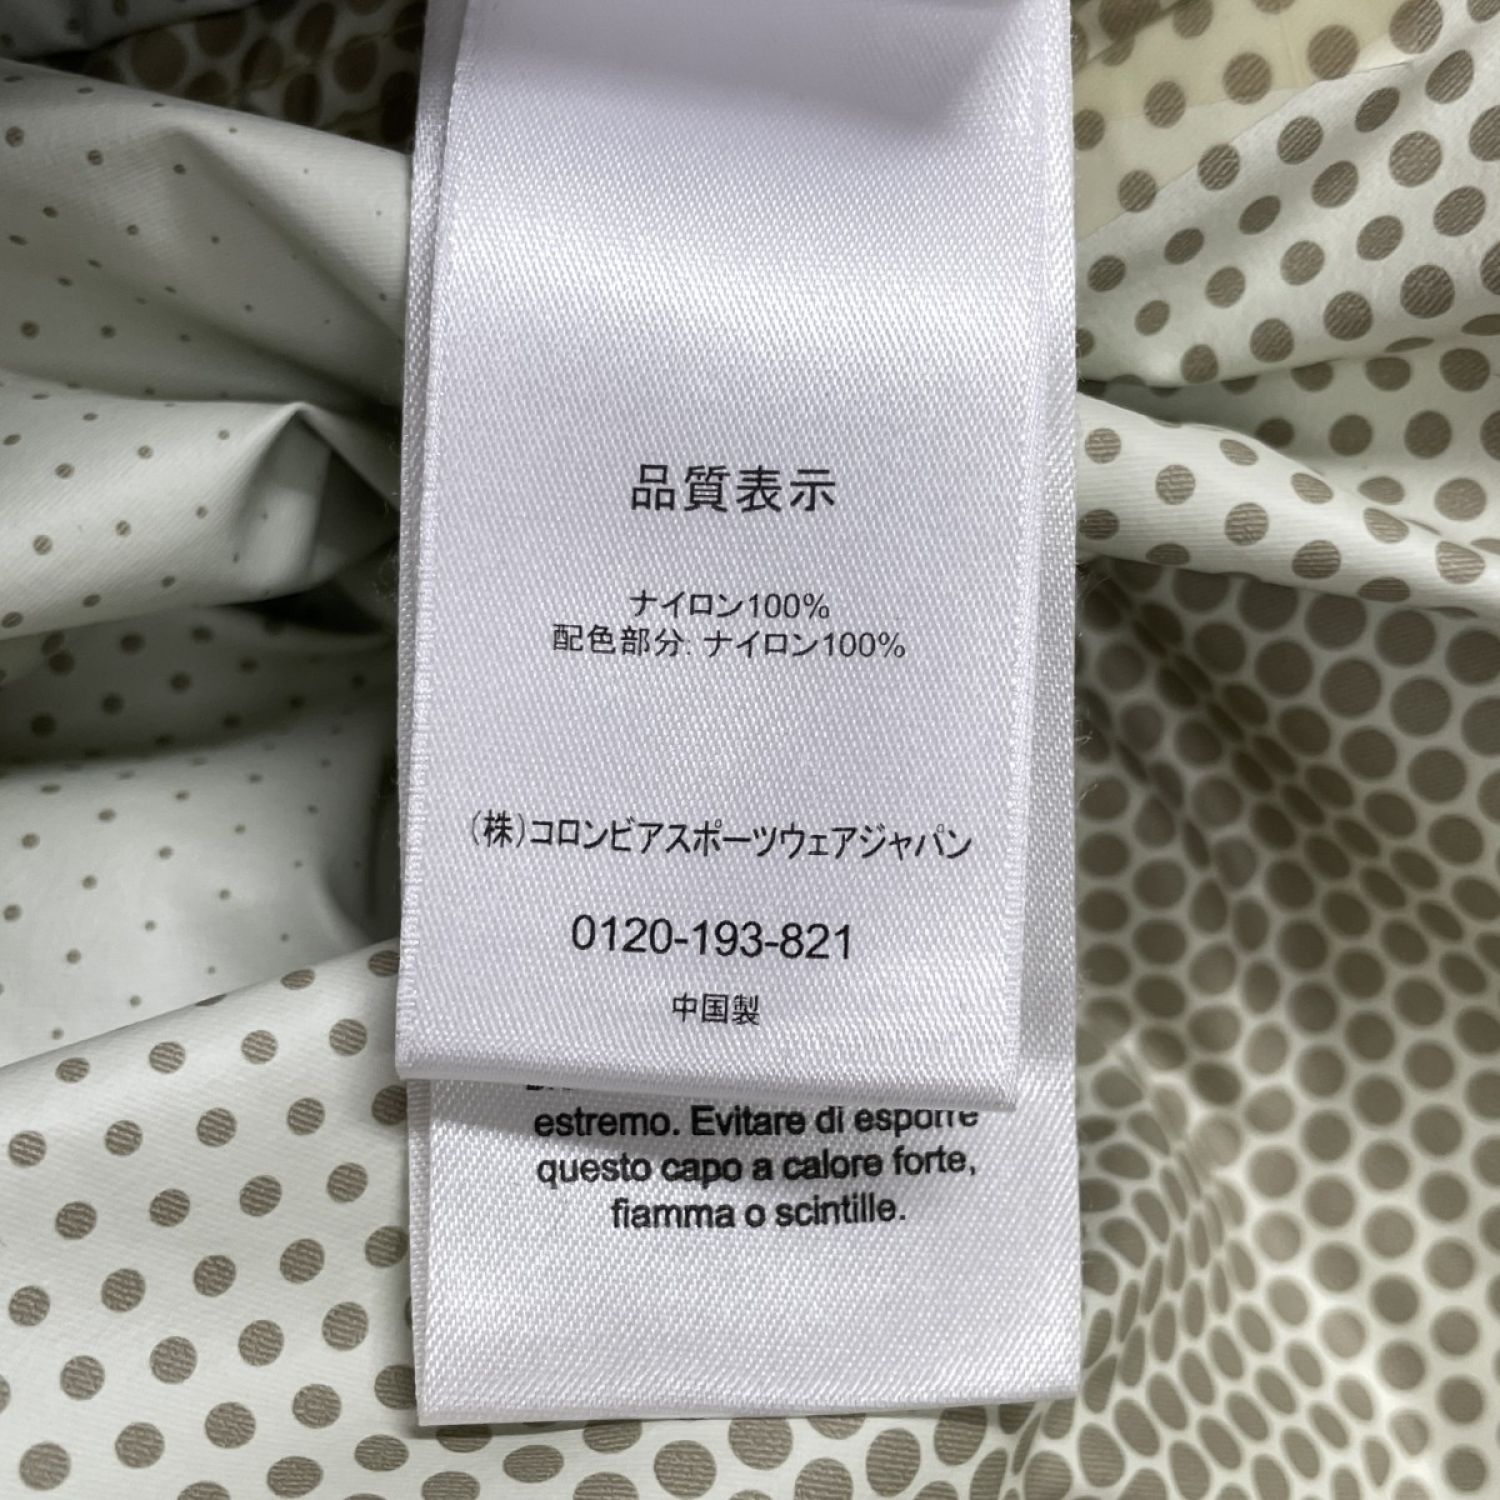 品質表示
ナイロン100%
配色部分: ナイロン100%
(株)コロンビアスポーツウェアジャパン
0120-193-821
中国製
estremo. Evitare di esporre
questo capo a calore forte,
fiamma o scintille.